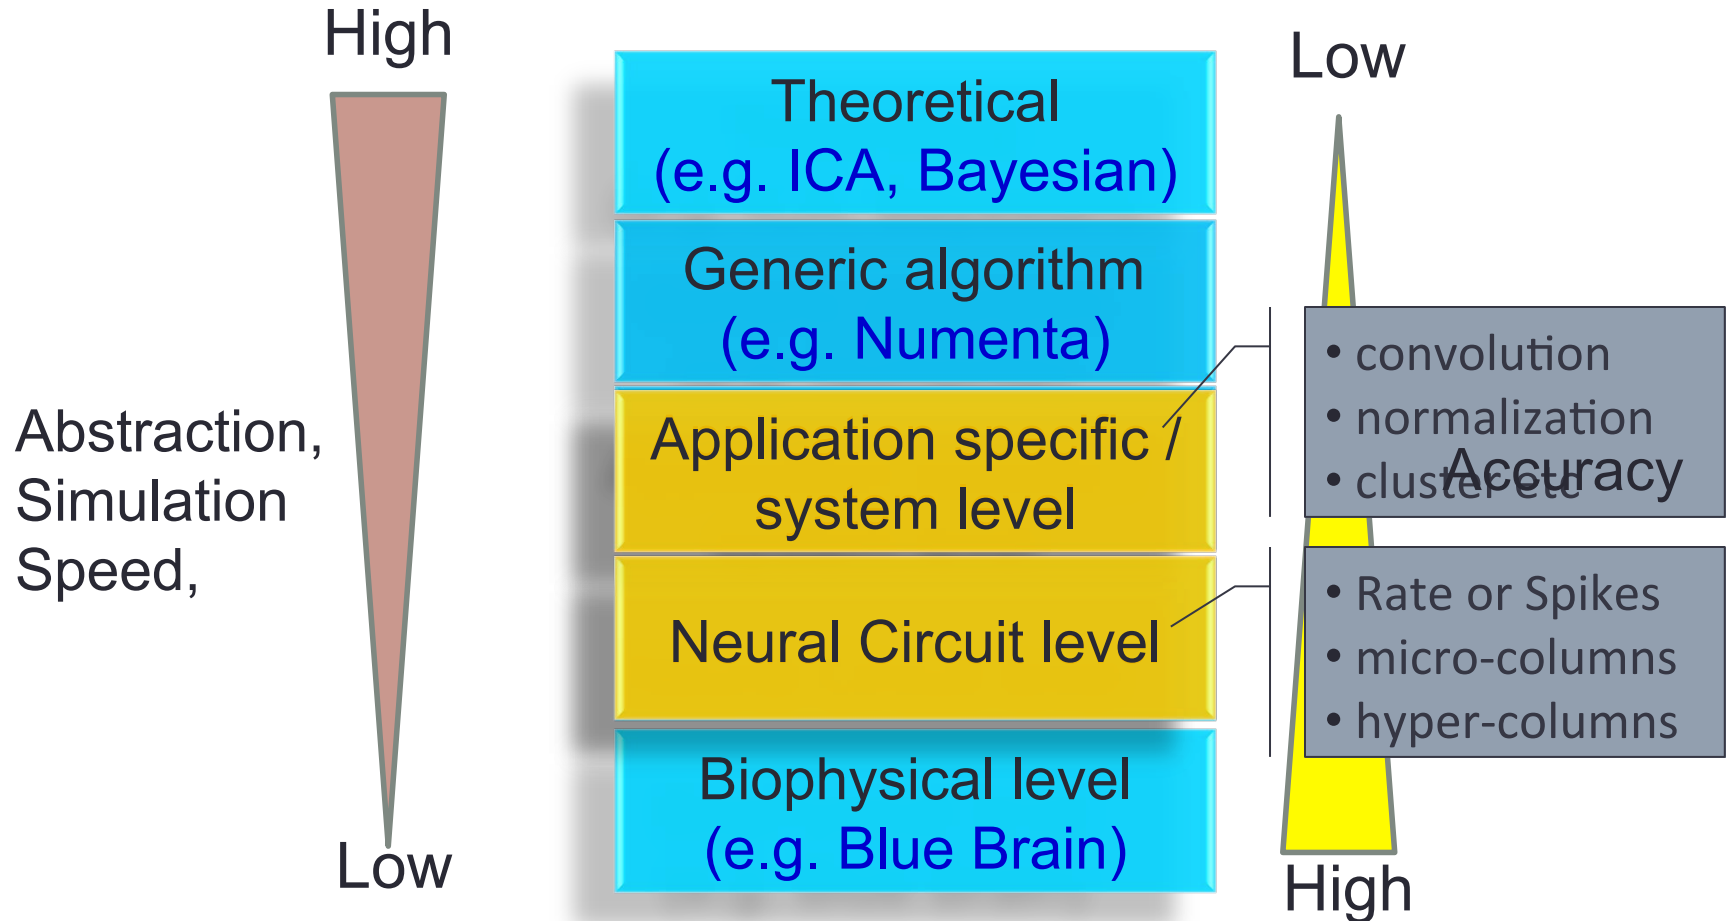 High
Low
Theoretical
(e.g. ICA, Bayesian)
Generic algorithm
(e.g. Numenta)
Application specific /
system level
Neural Circuit level
Biophysical level
(e.g. Blue Brain)
Abstraction,
Simulation
Speed,
• convolution
• normalization
• cluster etc
Accuracy
• Rate or Spikes
• micro-columns
• hyper-columns
Low
High